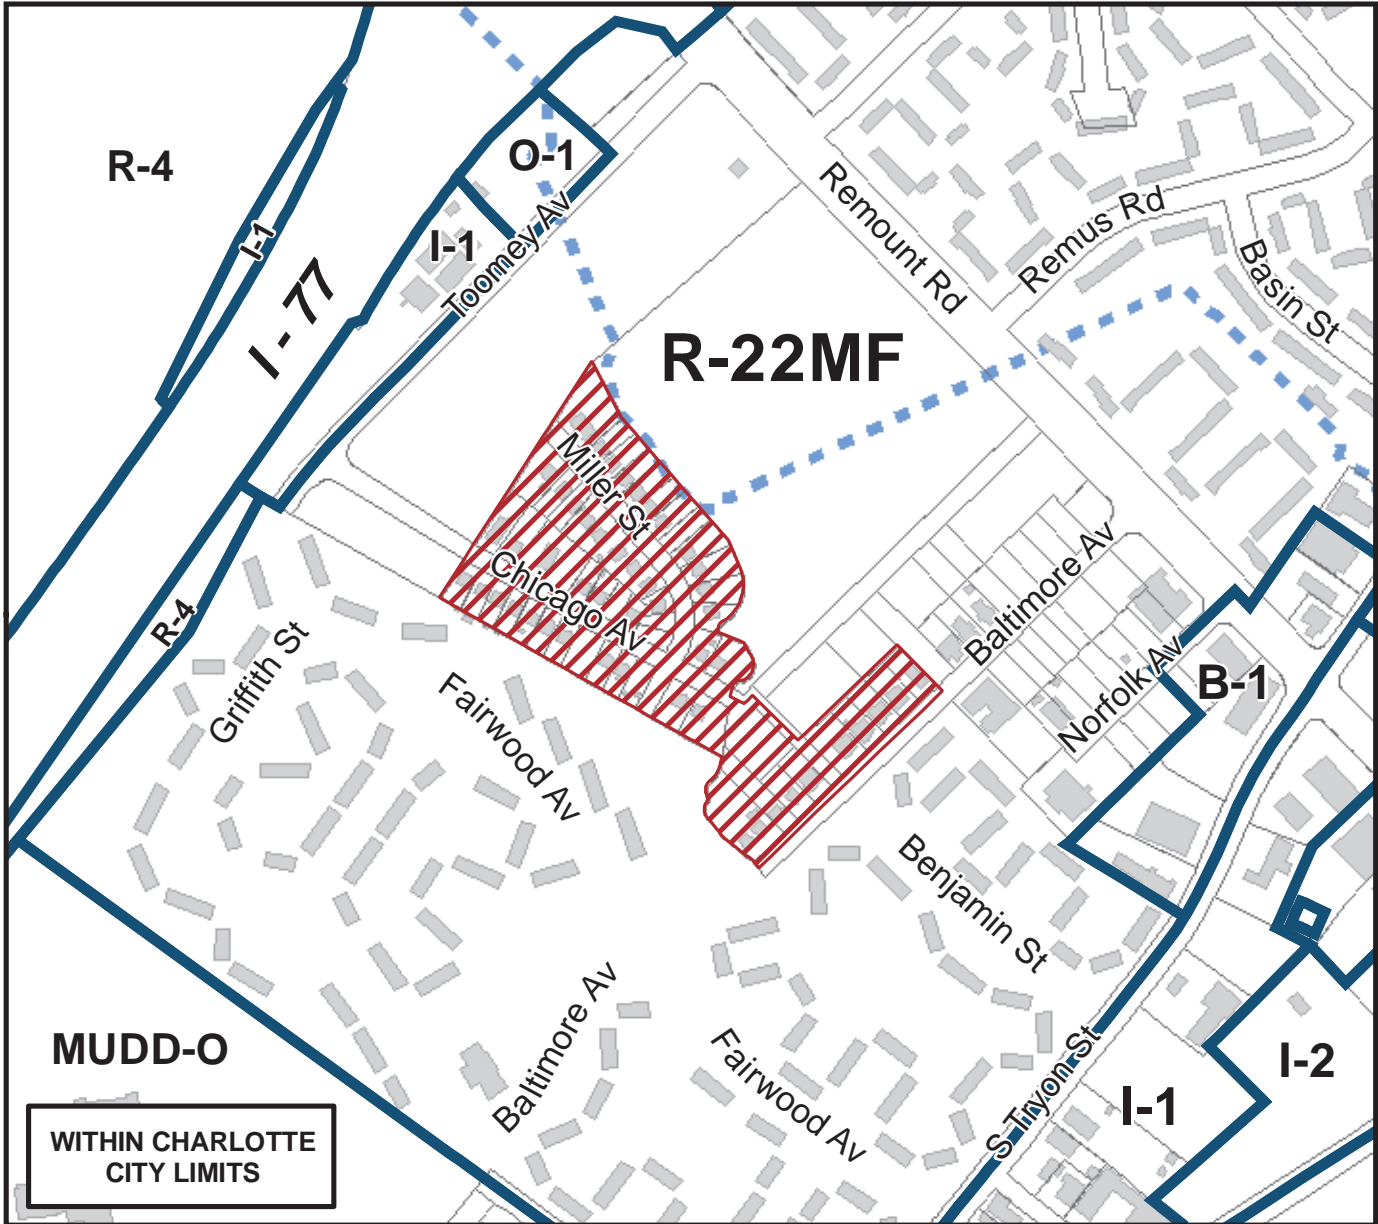 R-4
O-1
I-1
I-1
I - 77
Toomey Av
Remount Rd
Remus Rd
Basin St
R-22MF
Miller St
Chicago Av
R-4
Griffith St
Fairwood Av
Baltimore Av
Norfolk Av
B-1
Benjamin St
Baltimore Av
Fairwood Av
S Tryon St
I-1
I-2
MUDD-O
WITHIN CHARLOTTE
CITY LIMITS